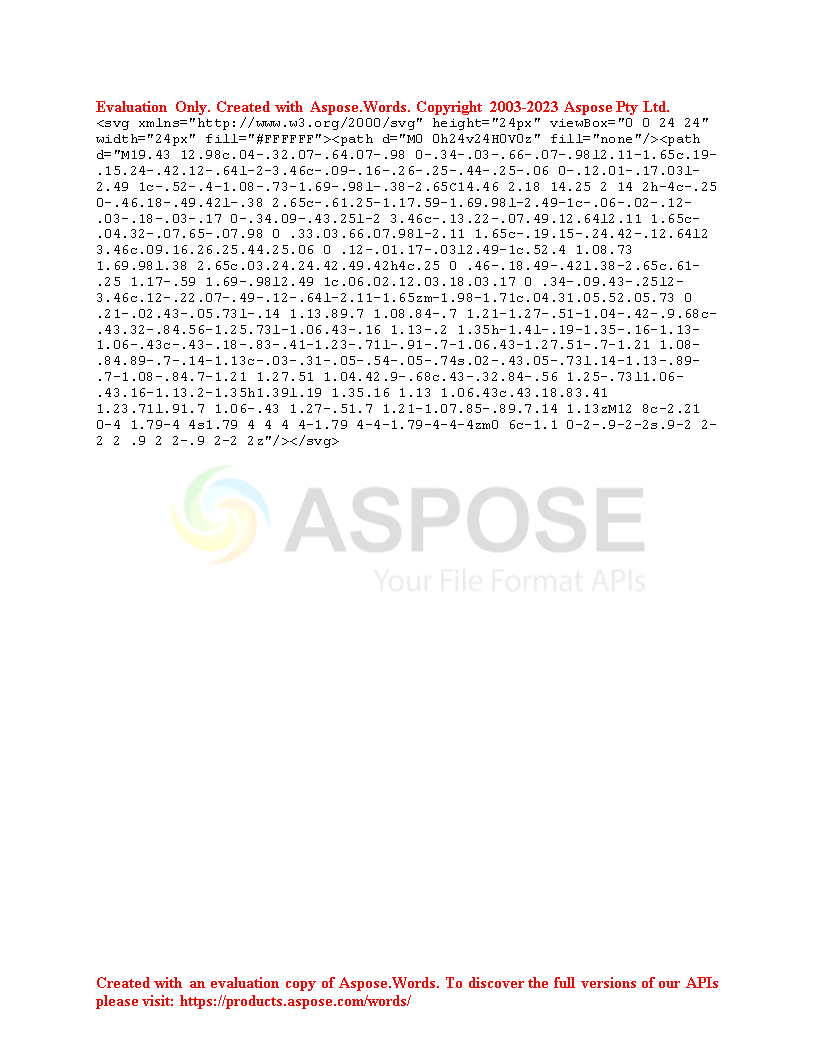 Evaluation Only. Created with Aspose.Words. Copyright 2003-2023 Aspose Pty Ltd.
<svg xmlns="http://www.w3.org/2000/svg" height="24px" viewBox="0 0 24 24"
width="24px" fill="#FFFFFF"><path d="M0 0h24v24H0V0z" fill="none"/><path
d="M19.43 12.98c.04-.32.07-.64.07-.98 0-.34-.03-.66-.07-.98l2.11-1.65c.19-
.15.24-.42.12-.64l-2-3.46c-.09-.16-.26-.25-.44-.25-.06 0-.12.01-.17.03l-
2.49 1c-.52-.4-1.08-.73-1.69-.98l-.38-2.65C14.46 2.18 14.25 2 14 2h-4c-.25
0-.46.18-.49.42l-.38 2.65c-.61.25-1.17.59-1.69.98l-2.49-1c-.06-.02-.12-
.03-.18-.03-.17 0-.34.09-.43.25l-2 3.46c-.13.22-.07.49.12.64l2.11 1.65c-
.04.32-.07.65-.07.98 0 .33.03.66.07.98l-2.11 1.65c-.19.15-.24.42-.12.64l2
3.46c.09.16.26.25.44.25.06 0 .12-.01.17-.03l2.49-1c.52.4 1.08.73
1.69.98l.38 2.65c.03.24.24.42.49.42h4c.25 0 .46-.18.49-.42l.38-2.65c.61-
.25 1.17-.59 1.69-.98l2.49 1c.06.02.12.03.18.03.17 0 .34-.09.43-.25l2-
3.46c.12-.22.07-.49-.12-.64l-2.11-1.65zm-1.98-1.71c.04.31.05.52.05.73 0
.21-.02.43-.05.73l-.14 1.13.89.7 1.08.84-.7 1.21-1.27-.51-1.04-.42-.9.68c-
.43.32-.84.56-1.25.73l-1.06.43-.16 1.13-.2 1.35h-1.4l-.19-1.35-.16-1.13-
1.06-.43c-.43-.18-.83-.41-1.23-.71l-.91-.7-1.06.43-1.27.51-.7-1.21 1.08-
.84.89-.7-.14-1.13c-.03-.31-.05-.54-.05-.74s.02-.43.05-.73l.14-1.13-.89-
.7-1.08-.84.7-1.21 1.27.51 1.04.42.9-.68c.43-.32.84-.56 1.25-.73l1.06-
.43.16-1.13.2-1.35h1.39l.19 1.35.16 1.13 1.06.43c.43.18.83.41
1.23.71l.91.7 1.06-.43 1.27-.51.7 1.21-1.07.85-.89.7.14 1.13zM12 8c-2.21
0-4 1.79-4 4s1.79 4 4 4 4-1.79 4-4-1.79-4-4-4zm0 6c-1.1 0-2-.9-2-2s.9-2 2-
2 2 .9 2 2-.9 2-2 2z"/></svg>
ASPOSE
Your File Format APIs
Created with an evaluation copy of Aspose.Words. To discover the full versions of our APIs
please visit: https://products.aspose.com/words/